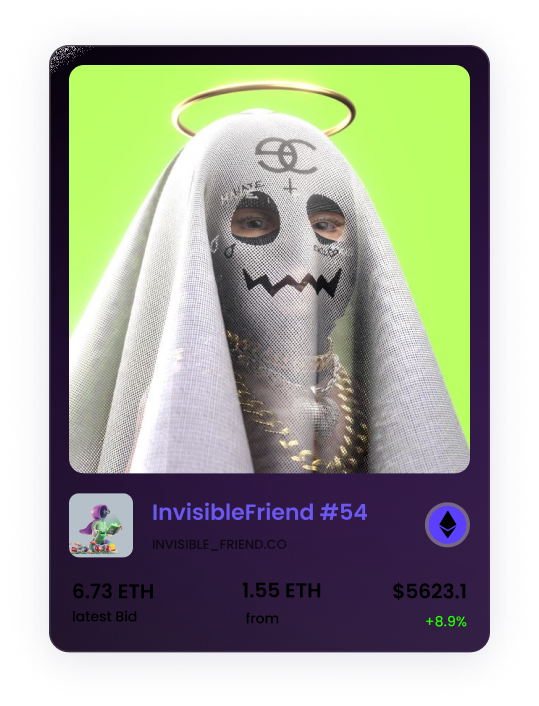 InvisibleFriend #54
INVISIBLE_FRIEND.CO
6.73 ETH 1.55 ETH $5623.1
latest Bid from +8.9%